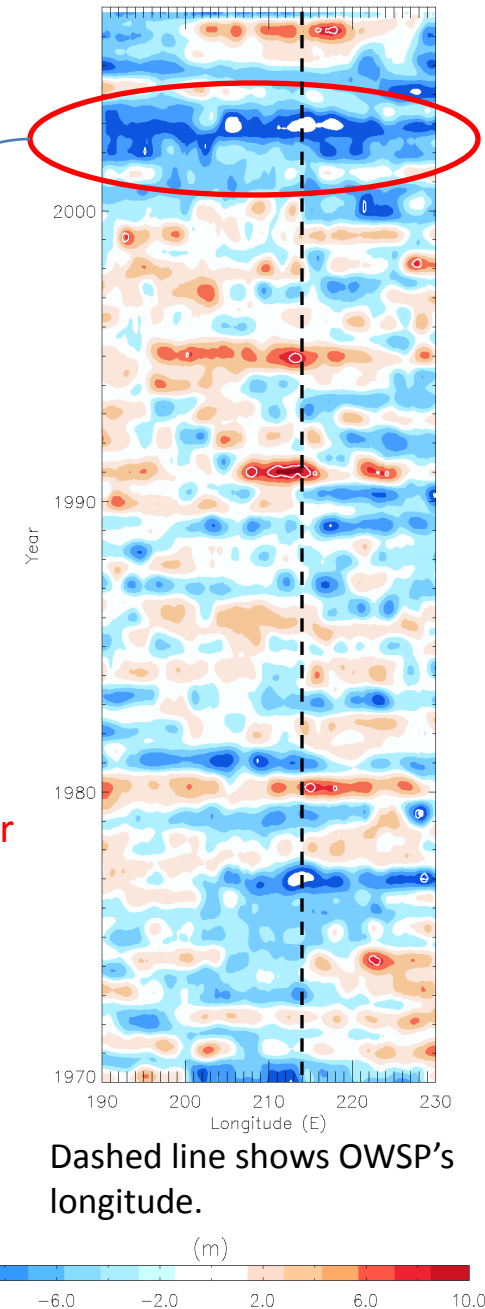 2000
1990
Year
1980
r
1970
190 200 210 220 230
Longitude (E)
Dashed line shows OWSP's
longitude.
(m)
-6.0 -2.0 2.0 6.0 10.0